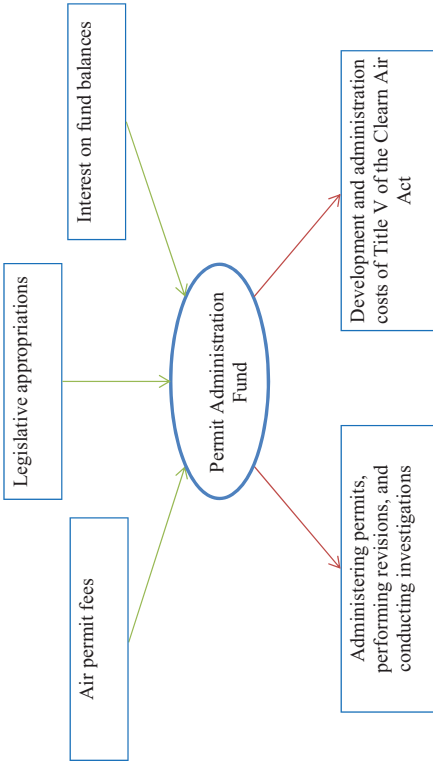 Air permit fees
Legislative appropriations
Interest on fund balances
Permit Administration
Fund
Administering permits,
performing revisions, and
conducting investigations
Development and administration
costs of Title V of the Clearn Air
Act